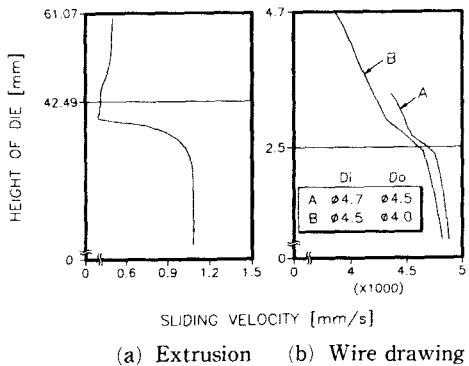 61.07
42.49
0
HEIGHT OF DIE [mm]
0 0.6 0.9 1.2 1.5
4.7
2.5
0
B
A
Di Do
A ø4.7 ø4.5
B ø4.5 ø4.0
0 4 4.5 5
(X1000)
SLIDING VELOCITY [mm/s]
(a) Extrusion (b) Wire drawing